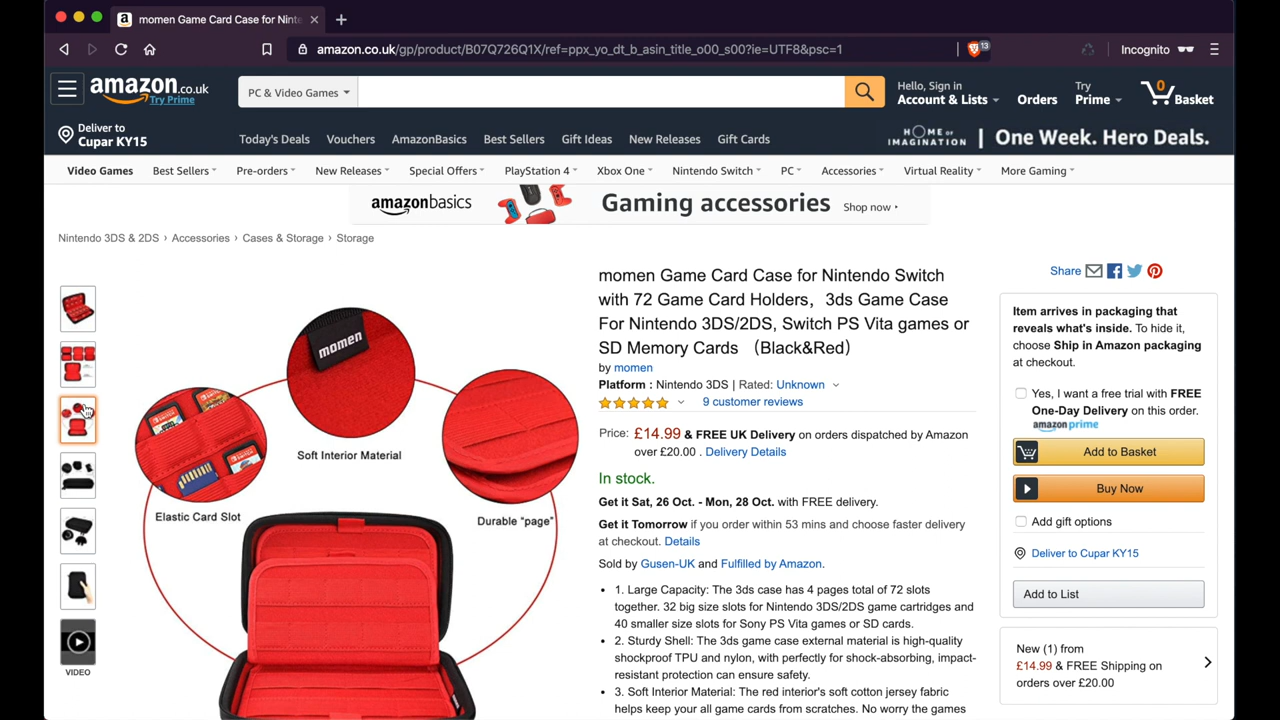 momen Game Card Case for Ninte
amazon.co.uk/gp/product/B07Q726Q1X/ref=ppx_yo_dt_b_asin_title_o00_s00?ie=UTF8&psc=1
13
Incognito
amazon.co.uk
Try Prime
PC & Video Games
Hello, Sign in
Account & Lists
Orders
Try
Prime
0
Basket
Deliver to
Cupar KY15
Today's Deals
Vouchers
AmazonBasics
Best Sellers
Gift Ideas
New Releases
Gift Cards
HOME OF
IMAGINATION
One Week. Hero Deals.
Video Games
Best Sellers
Pre-orders
New Releases
Special Offers
PlayStation 4
Xbox One
Nintendo Switch
PC
Accessories
Virtual Reality
More Gaming
amazonbasics
Gaming accessories
Shop now
Nintendo 3DS & 2DS › Accessories › Cases & Storage › Storage
momen
Soft Interior Material
Elastic Card Slot
Durable "page"
VIDEO
momen Game Card Case for Nintendo Switch
with 72 Game Card Holders，3ds Game Case
For Nintendo 3DS/2DS, Switch PS Vita games or
SD Memory Cards （Black&Red）
by momen
Platform : Nintendo 3DS | Rated: Unknown
9 customer reviews
Price: £14.99 & FREE UK Delivery on orders dispatched by Amazon
over £20.00 . Delivery Details
In stock.
Get it Sat, 26 Oct. - Mon, 28 Oct. with FREE delivery.
Get it Tomorrow if you order within 53 mins and choose faster delivery
at checkout. Details
Sold by Gusen-UK and Fulfilled by Amazon.
• 1. Large Capacity: The 3ds case has 4 pages total of 72 slots
together. 32 big size slots for Nintendo 3DS/2DS game cartridges and
40 smaller size slots for Sony PS Vita games or SD cards.
• 2. Sturdy Shell: The 3ds game case external material is high-quality
shockproof TPU and nylon, with perfectly for shock-absorbing, impact-
resistant protection can ensure safety.
• 3. Soft Interior Material: The red interior's soft cotton jersey fabric
helps keep your all game cards from scratches. No worry the games
Share
Item arrives in packaging that
reveals what's inside. To hide it,
choose Ship in Amazon packaging
at checkout.
Yes, I want a free trial with FREE
One-Day Delivery on this order.
amazon prime
Add to Basket
Buy Now
Add gift options
Deliver to Cupar KY15
Add to List
New (1) from
£14.99 & FREE Shipping on
orders over £20.00